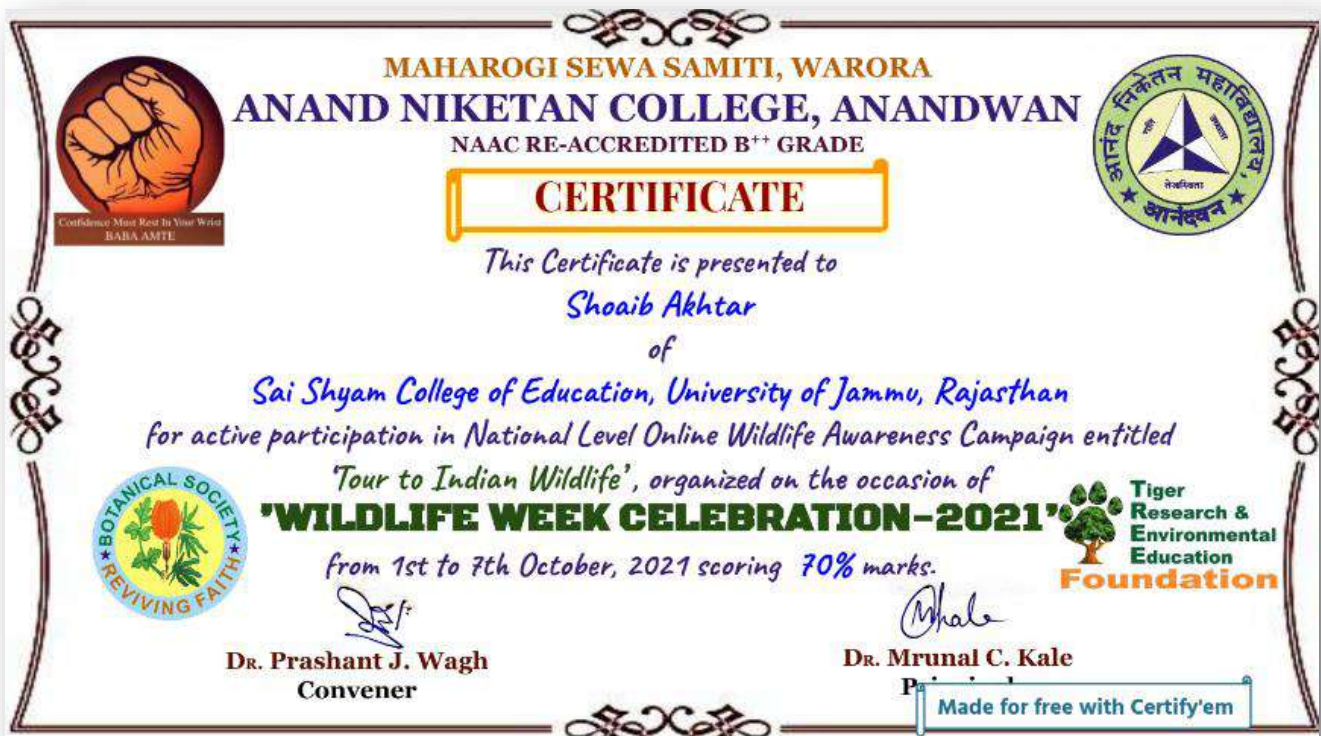 MAHAROGI SEWA SAMITI, WARORA
ANAND NIKETAN COLLEGE, ANANDWAN
NAAC RE-ACCREDITED B++ GRADE
CERTIFICATE
Confidence Must Rest In Your Wrist
BABA AMTE
आनंद निकेतन महाविद्यालय,
तेजस्विता
★ आनंदवन ★
This Certificate is presented to
Shoaib Akhtar
of
Sai Shyam College of Education, University of Jammu, Rajasthan
for active participation in National Level Online Wildlife Awareness Campaign entitled
'Tour to Indian Wildlife', organized on the occasion of
"WILDLIFE WEEK CELEBRATION-2021"
from 1st to 7th October, 2021 scoring 70% marks.
BOTANICAL SOCIETY
★ REVIVING FAITH ★
Tiger
Research &
Environmental
Education
Foundation
DR. Prashant J. Wagh
Convener
DR. Mrunal C. Kale
Made for free with Certify'em